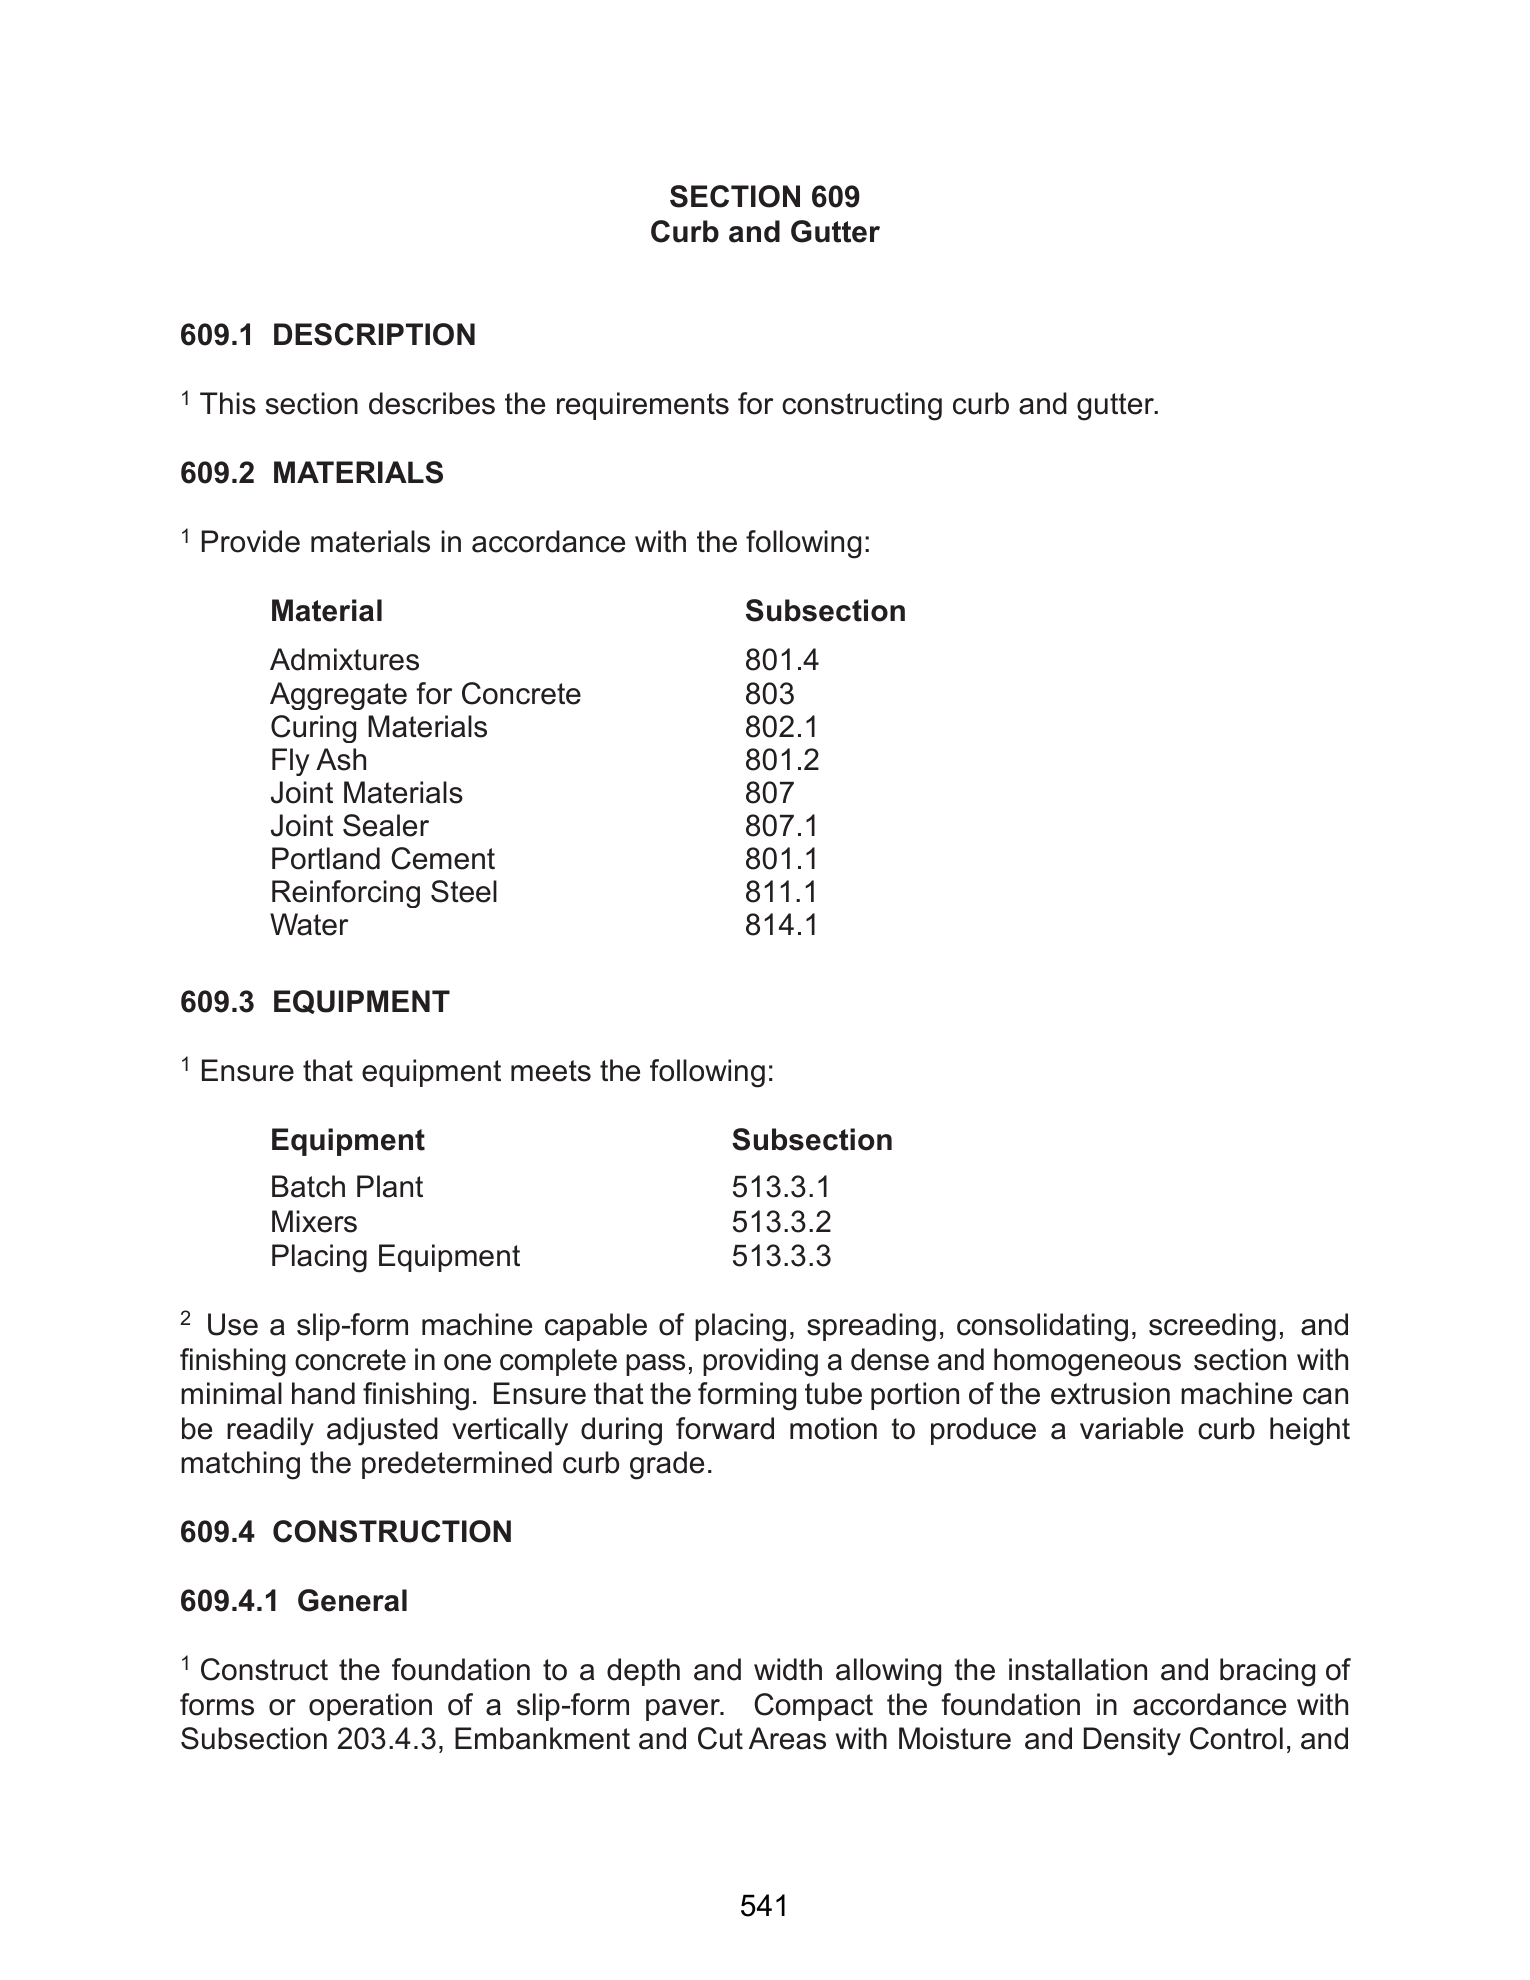 SECTION 609
Curb and Gutter
609.1 DESCRIPTION
1 This section describes the requirements for constructing curb and gutter.
609.2 MATERIALS
1 Provide materials in accordance with the following:
Material Subsection
Admixtures 801.4
Aggregate for Concrete 803
Curing Materials 802.1
Fly Ash 801.2
Joint Materials 807
Joint Sealer 807.1
Portland Cement 801.1
Reinforcing Steel 811.1
Water 814.1
609.3 EQUIPMENT
1 Ensure that equipment meets the following:
Equipment Subsection
Batch Plant 513.3.1
Mixers 513.3.2
Placing Equipment 513.3.3
2 Use a slip-form machine capable of placing, spreading, consolidating, screeding, and
finishing concrete in one complete pass, providing a dense and homogeneous section with
minimal hand finishing. Ensure that the forming tube portion of the extrusion machine can
be readily adjusted vertically during forward motion to produce a variable curb height
matching the predetermined curb grade.
609.4 CONSTRUCTION
609.4.1 General
1 Construct the foundation to a depth and width allowing the installation and bracing of
forms or operation of a slip-form paver. Compact the foundation in accordance with
Subsection 203.4.3, Embankment and Cut Areas with Moisture and Density Control, and
541